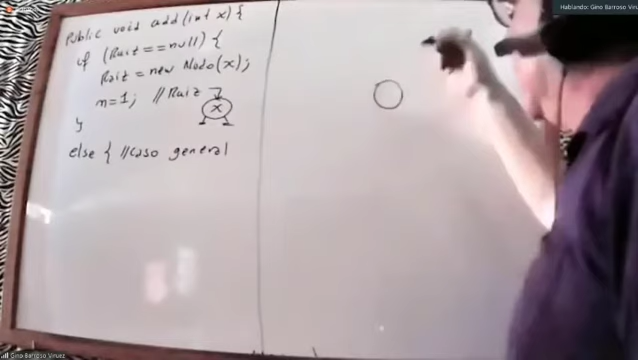 Hablando: Gino Barroso Viruez
Public void add(int x){
if (Raiz==null) {
Raiz = new Nodo(x);
n=1; //Raiz
x
}
else { //Caso general
Gino Barroso Viruez